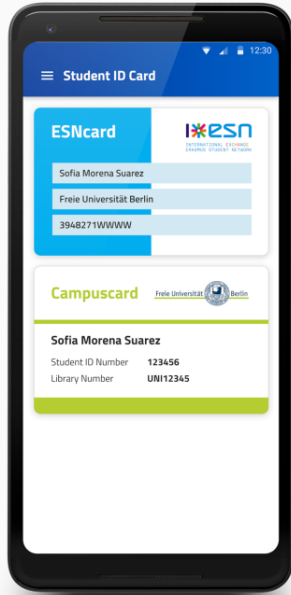 12:30
Student ID Card
ESNcard
esn
INTERNATIONAL EXCHANGE
ERASMUS STUDENT NETWORK
Sofia Morena Suarez
Freie Universität Berlin
3948271WWWW
Campuscard
Freie Universität Berlin
Sofia Morena Suarez
Student ID Number 123456
Library Number UNI12345